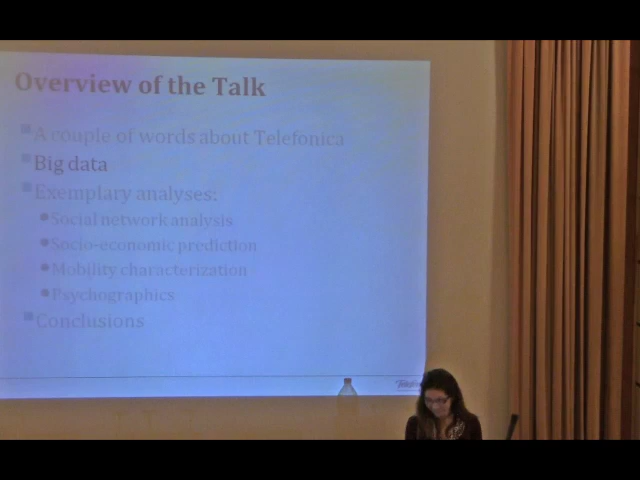 Overview of the Talk
A couple of words about Telefonica
Big data
Exemplary analyses:
Social network analysis
Socio-economic prediction
Mobility characterization
Psychographics
Conclusions